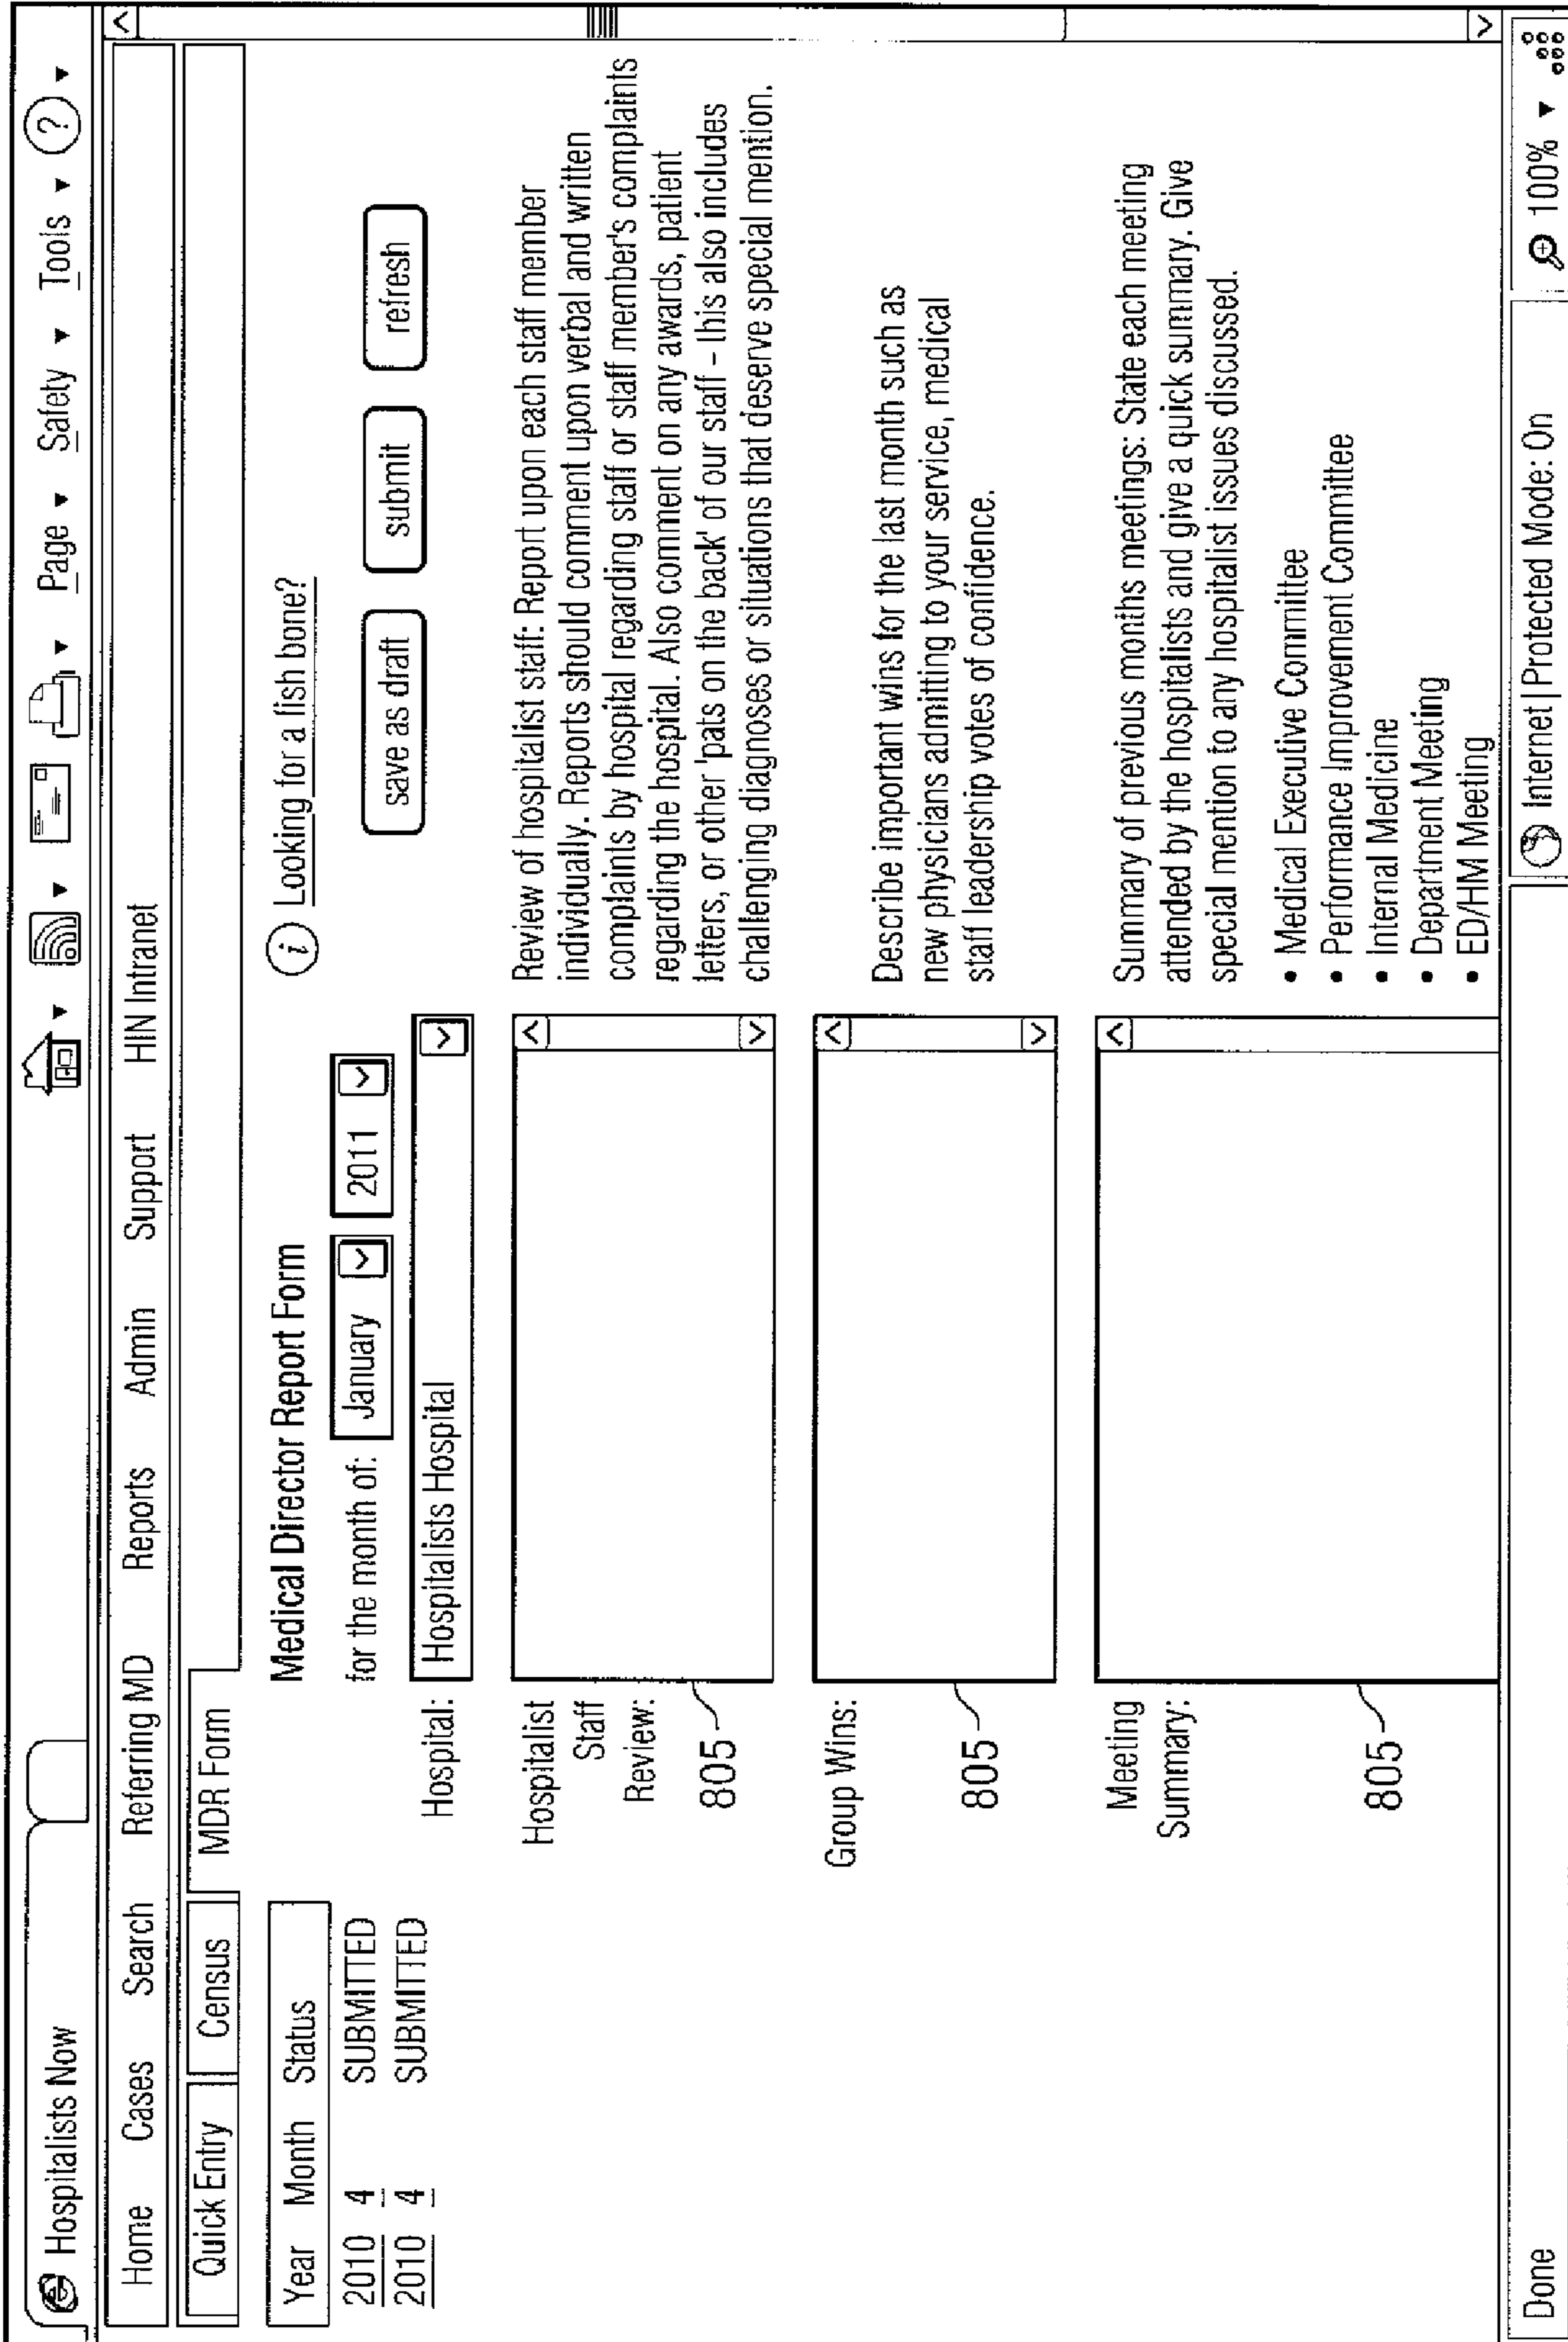 Hospitalists Now
Page Safety Tools ?
Home Cases Search Referring MD Reports Admin Support HIN Intranet
Quick Entry Census MDR Form
Year Month Status
2010 4 SUBMITTED
2010 4 SUBMITTED
Medical Director Report Form
i Looking for a fish bone?
for the month of: January 2011
save as draft submit refresh
Hospital: Hospitalists Hospital
Hospitalist
Staff
Review:
805
Review of hospitalist staff: Report upon each staff member
individually. Reports should comment upon verbal and written
complaints by hospital regarding staff or staff member's complaints
regarding the hospital. Also comment on any awards, patient
letters, or other 'pats on the back' of our staff – this also includes
challenging diagnoses or situations that deserve special mention.
Group Wins:
805
Describe important wins for the last month such as
new physicians admitting to your service, medical
staff leadership votes of confidence.
Meeting
Summary:
805
Summary of previous months meetings: State each meeting
attended by the hospitalists and give a quick summary. Give
special mention to any hospitalist issues discussed.
• Medical Executive Committee
• Performance Improvement Committee
• Internal Medicine
• Department Meeting
• ED/HM Meeting
Done Internet | Protected Mode: On 100%